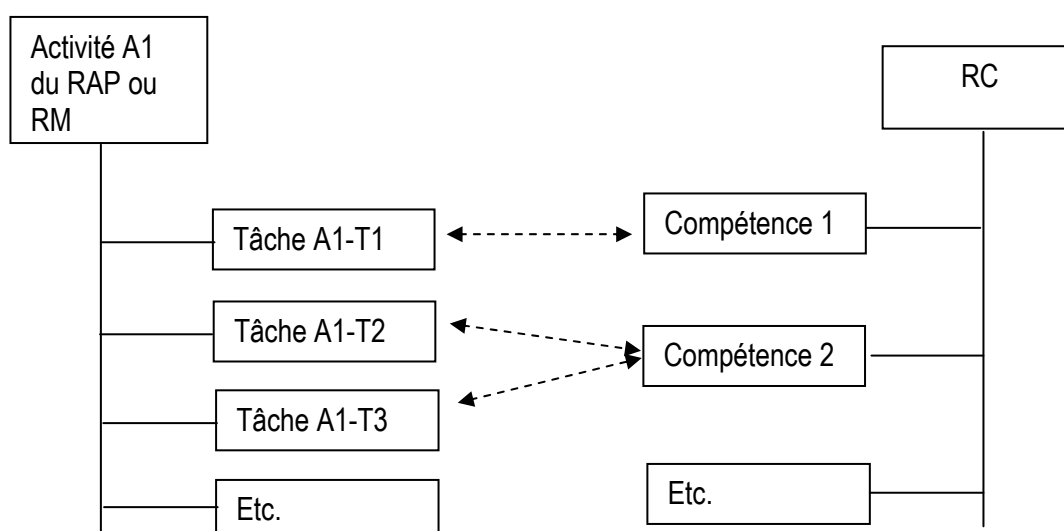 Activité A1
du RAP ou
RM
RC
Tâche A1-T1
Compétence 1
Tâche A1-T2
Compétence 2
Tâche A1-T3
Etc.
Etc.